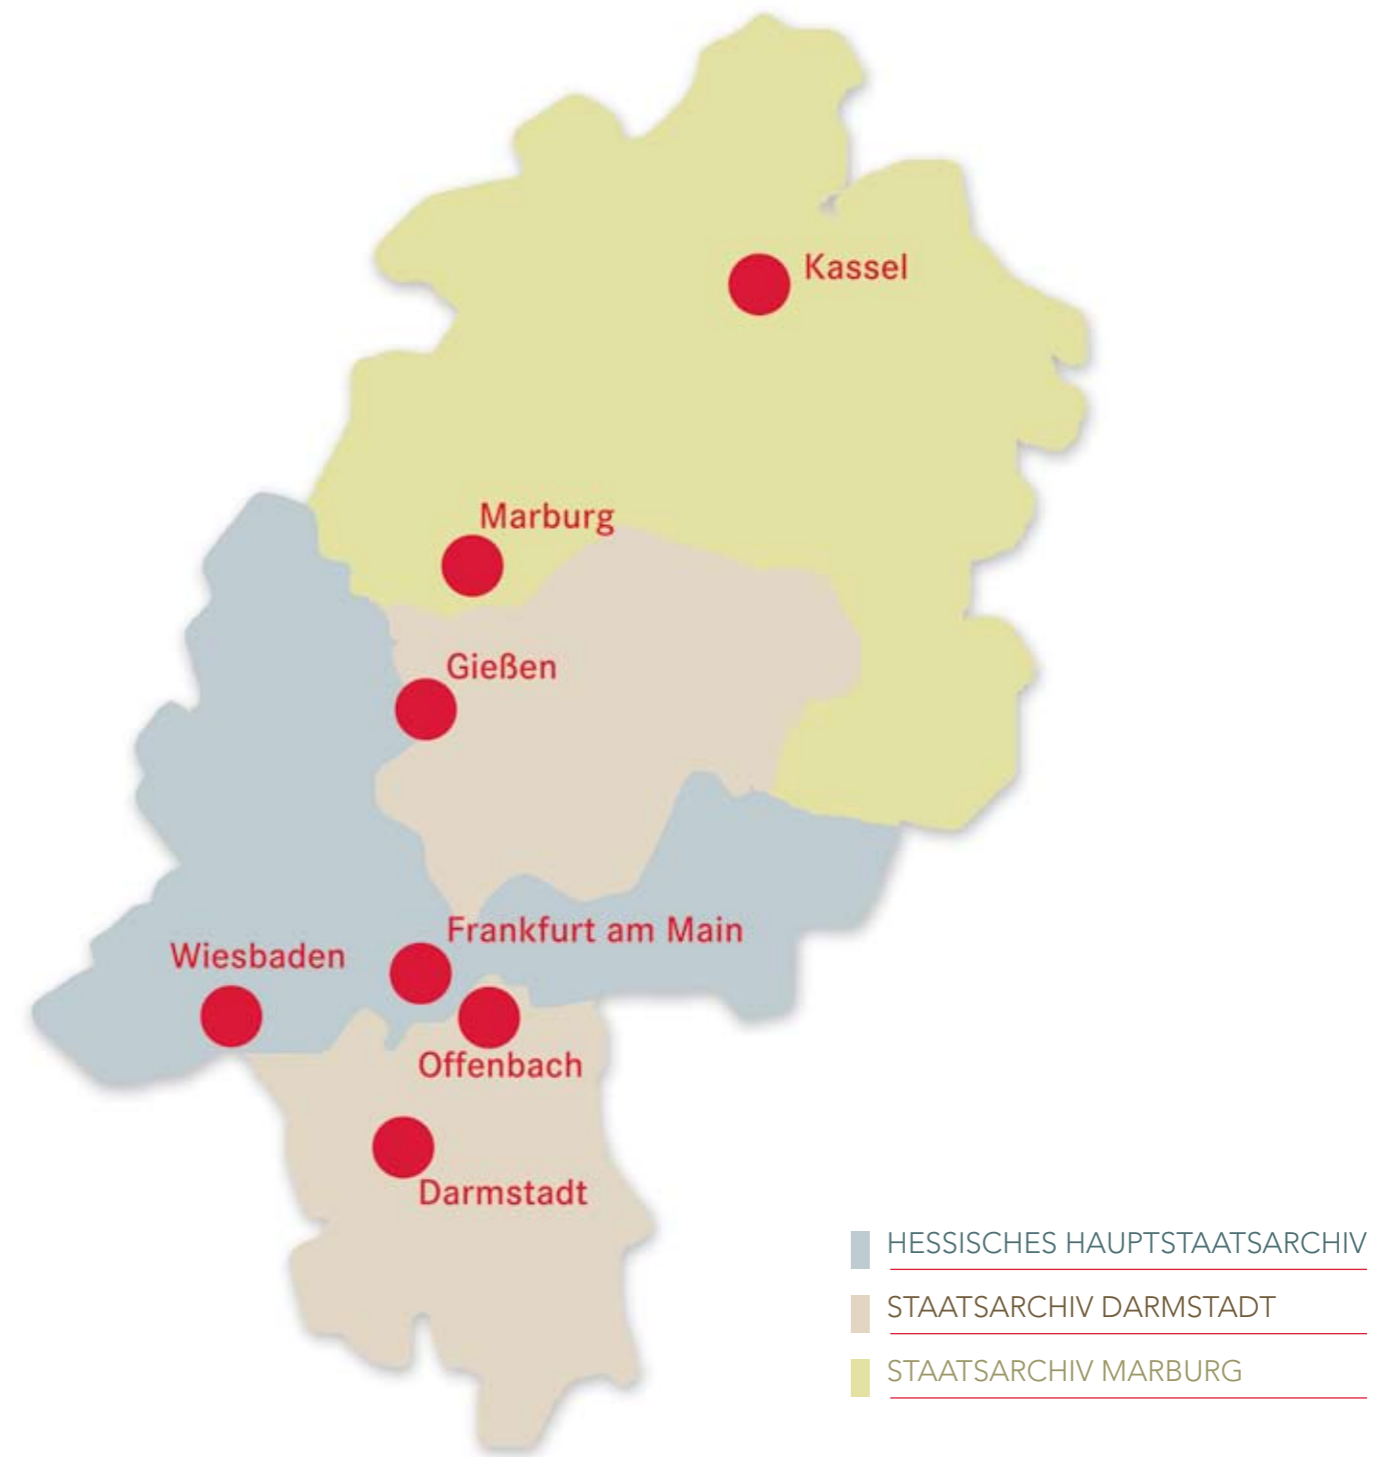 Kassel
Marburg
Gießen
Frankfurt am Main
Wiesbaden
Offenbach
Darmstadt
HESSISCHES HAUPTSTAATSARCHIV
STAATSARCHIV DARMSTADT
STAATSARCHIV MARBURG